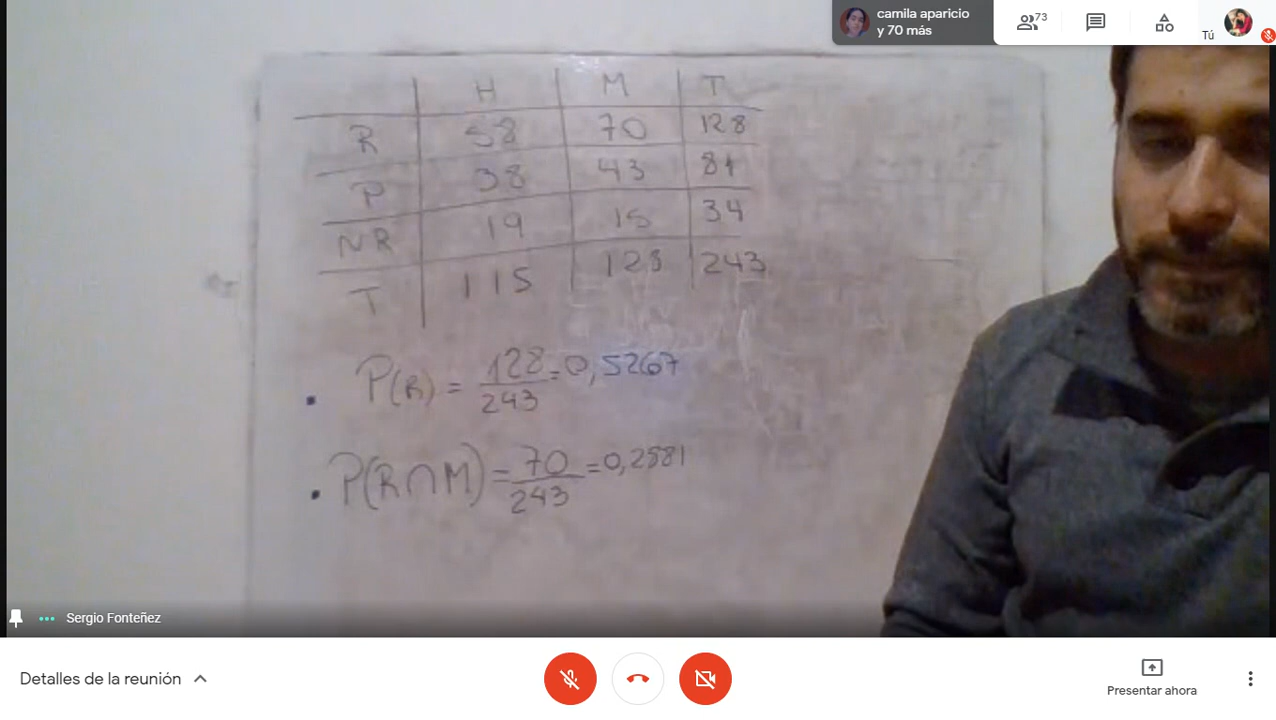 camila aparicio
y 70 más
73
Tú
H M T
R 58 70 128
P 38 43 81
NR 19 15 34
T 115 128 243
P(R) = 128/243 = 0,5267
P(R∩M) = 70/243 = 0,2881
Sergio Fonteñez
Detalles de la reunión
Presentar ahora